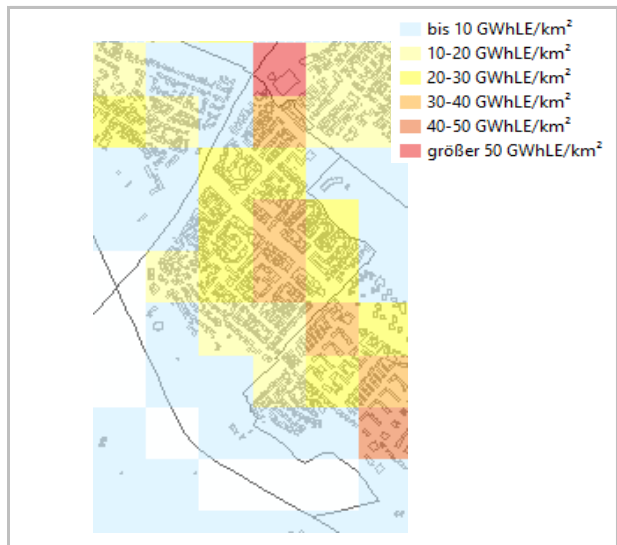 bis 10 GWhLE/km²
10-20 GWhLE/km²
20-30 GWhLE/km²
30-40 GWhLE/km²
40-50 GWhLE/km²
größer 50 GWhLE/km²